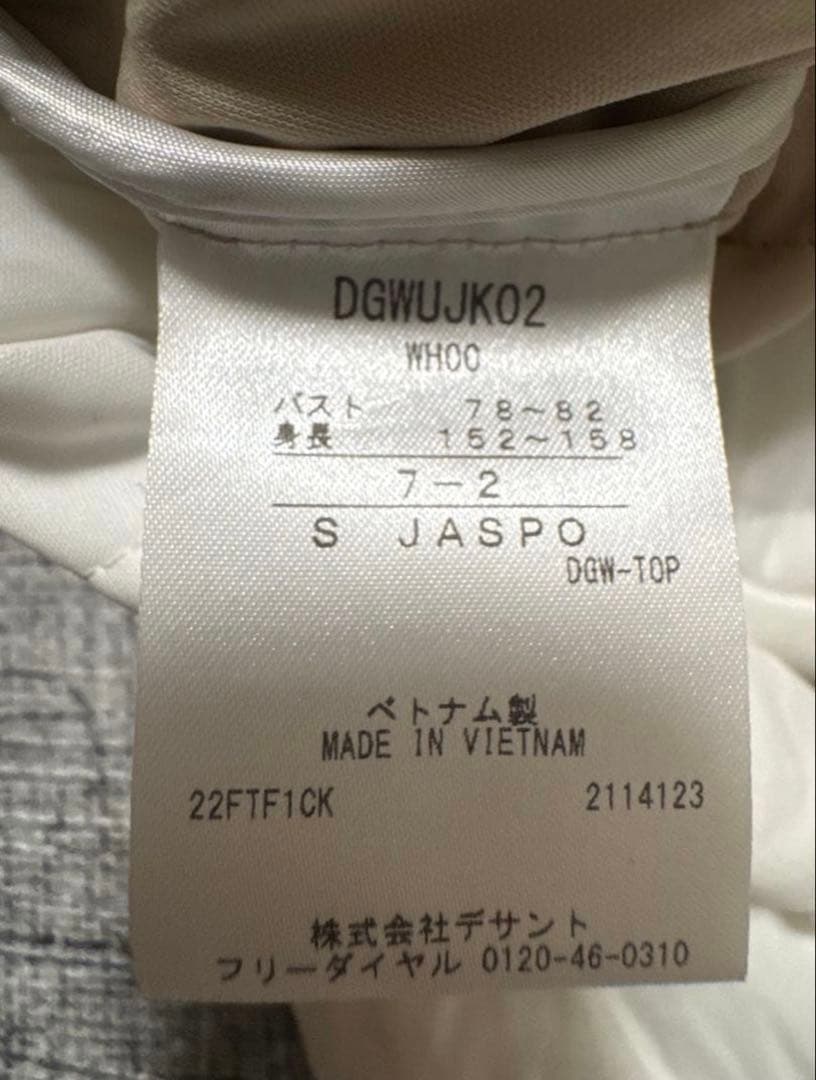 DGWUJK02
WH00
バスト 78～82
身長 152～158
7－2
S JASPO
DGW-TOP
ベトナム製
MADE IN VIETNAM
22FTF1CK 2114123
株式会社デサント
フリーダイヤル 0120-46-0310